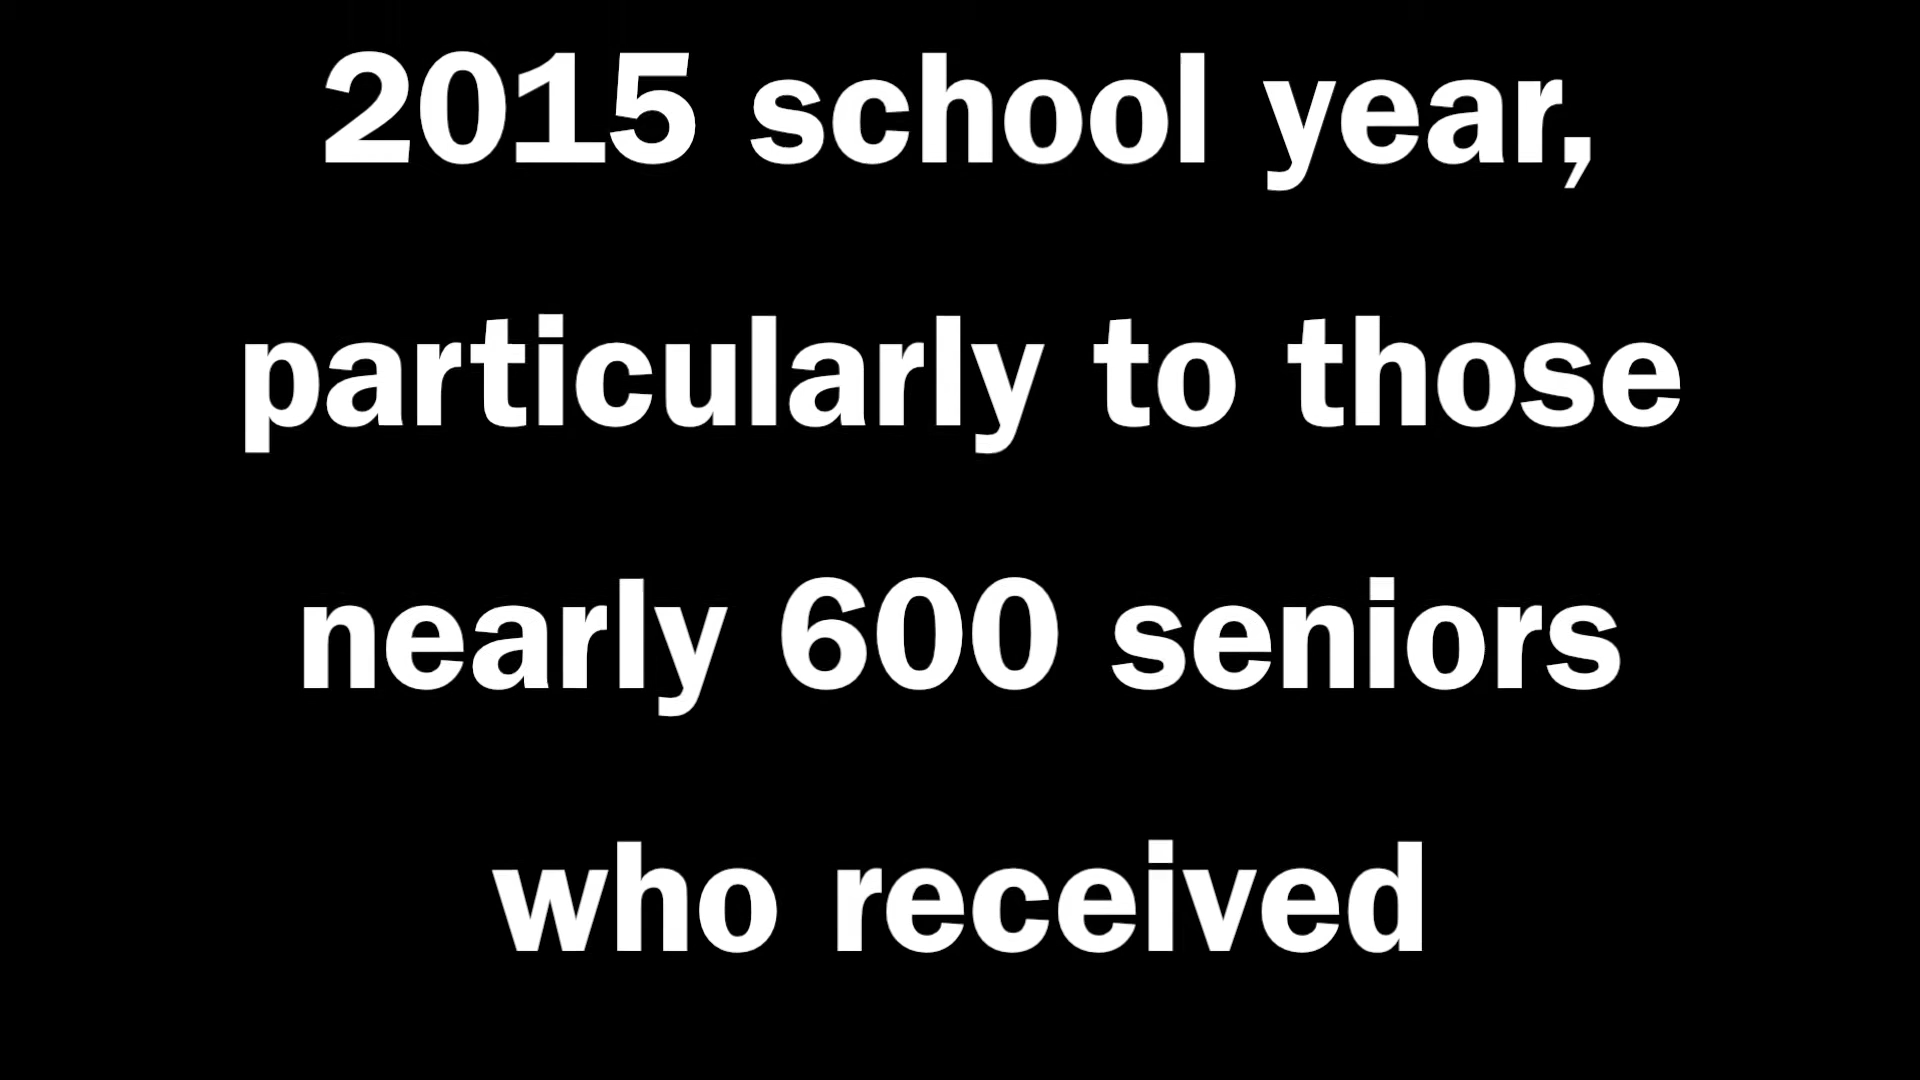 2015 school year,
particularly to those
nearly 600 seniors
who received